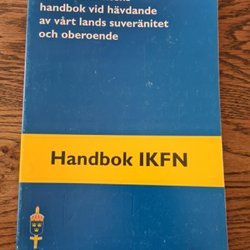 handbok vid hävdande
av vårt lands suveränitet
och oberoende
Handbok IKFN